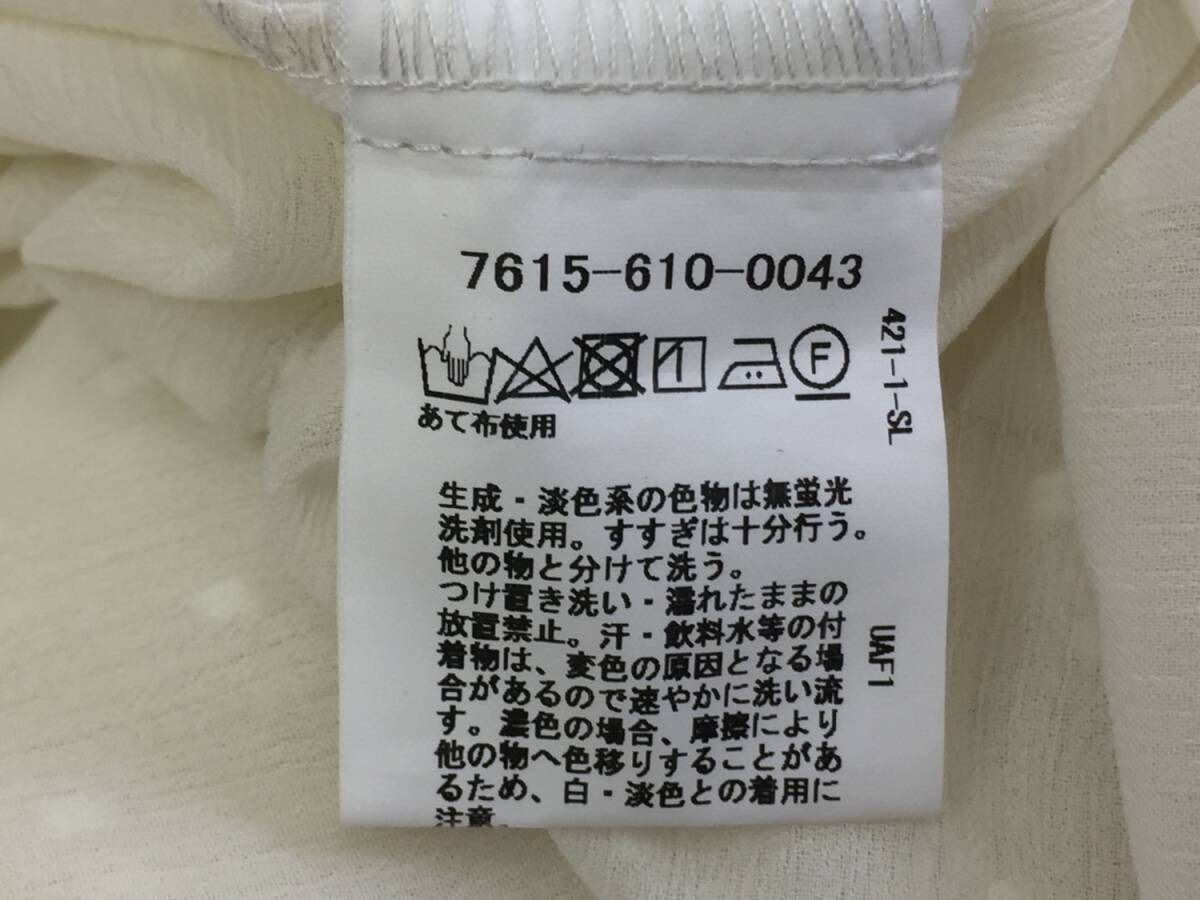 7615-610-0043
F
あて布使用
生成・淡色系の色物は無蛍光
洗剤使用。すすぎは十分行う。
他の物と分けて洗う。
つけ置き洗い・濡れたままの
放置禁止。汗・飲料水等の付
着物は、変色の原因となる場
合があるので速やかに洗い流
す。濃色の場合、摩擦により
他の物へ色移りすることがあ
るため、白・淡色との着用に
注意。
421-1-SL
UAF1